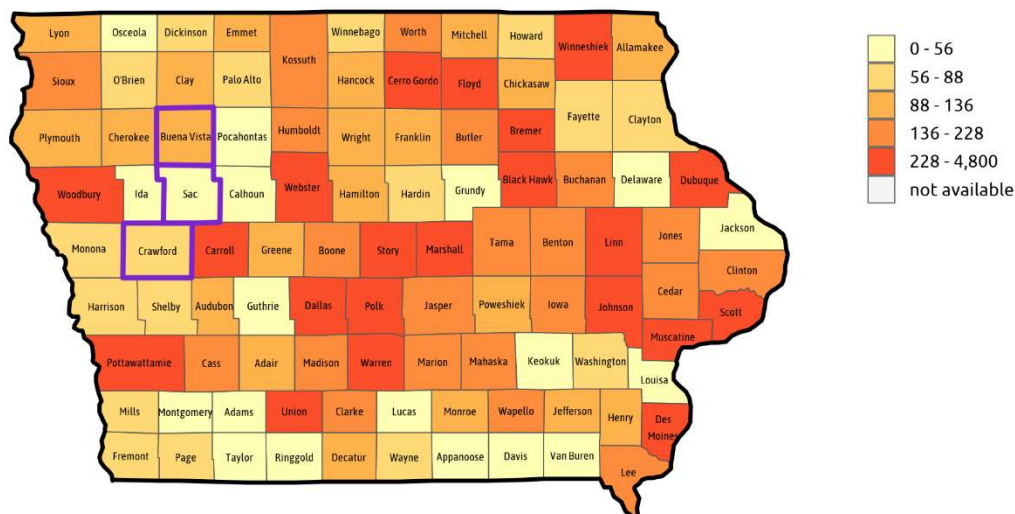 Lyon Osceola Dickinson Emmet Winnebago Worth Mitchell Howard Winneshiek Allamakee
Kossuth
Sioux O'Brien Clay Palo Alto Hancock Cerro Gordo Floyd Chickasaw
Fayette Clayton
Plymouth Cherokee Buena Vista Pocahontas Humboldt Wright Franklin Butler Bremer
Woodbury Ida Sac Calhoun Webster Hamilton Hardin Grundy Black Hawk Buchanan Delaware Dubuque
Jackson
Monona Crawford Carroll Greene Boone Story Marshall Tama Benton Linn Jones
Clinton
Cedar
Harrison Shelby Audubon Guthrie Dallas Polk Jasper Poweshiek Iowa Johnson Scott
Muscatine
Pottawattamie Cass Adair Madison Warren Marion Mahaska Keokuk Washington
Louisa
Mills Montgomery Adams Union Clarke Lucas Monroe Wapello Jefferson Henry Des
Moines
Fremont Page Taylor Ringgold Decatur Wayne Appanoose Davis Van Buren
Lee
0 - 56
56 - 88
88 - 136
136 - 228
228 - 4,800
not available